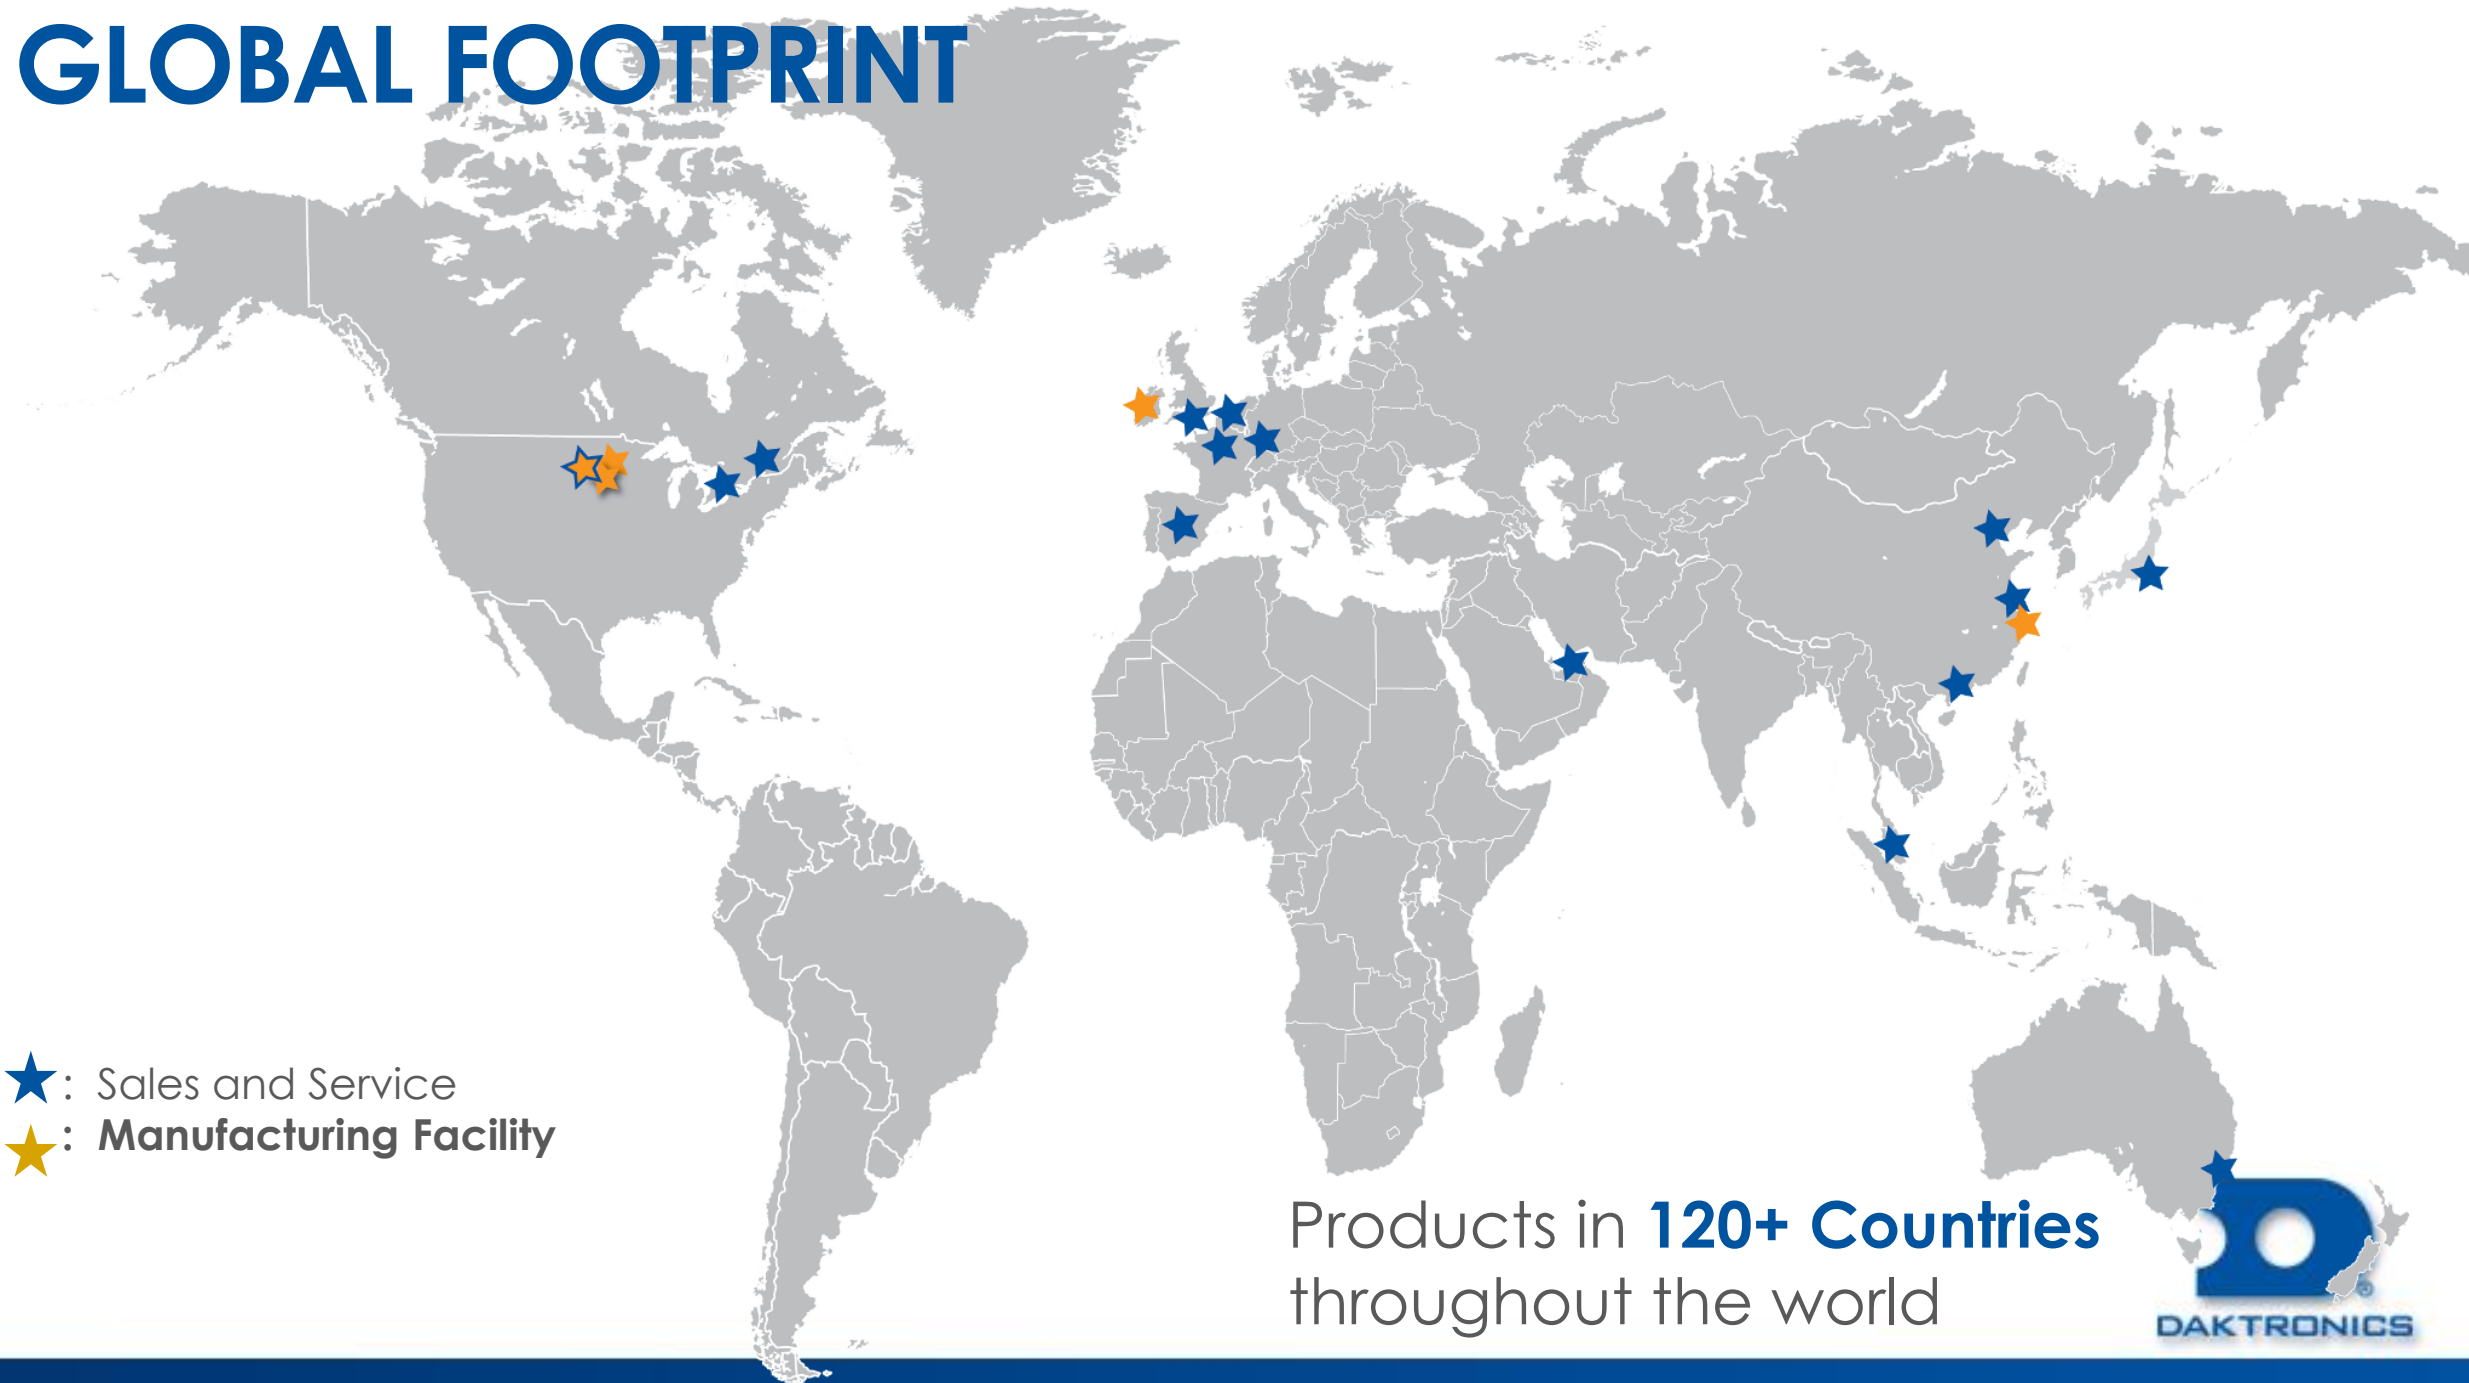 GLOBAL FOOTPRINT
: Sales and Service
: Manufacturing Facility
Products in 120+ Countries
throughout the world
DAKTRONICS